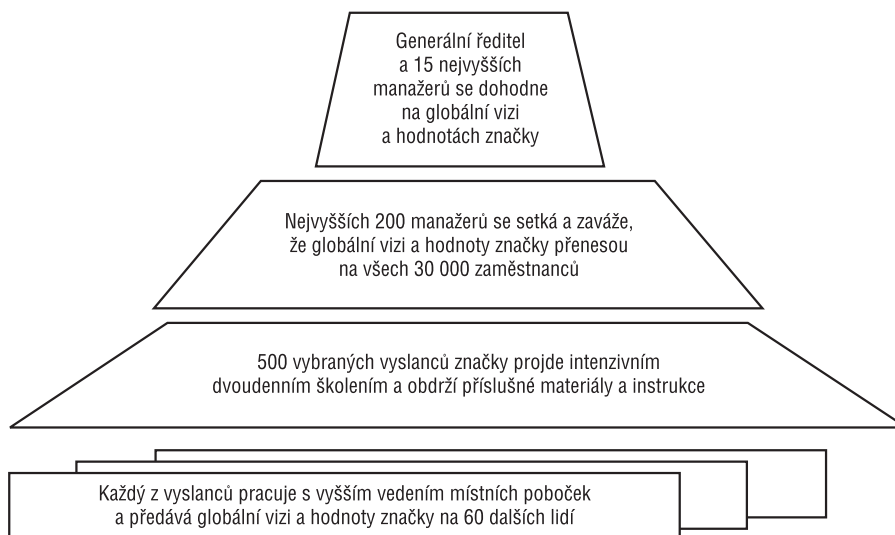 Generální ředitel
a 15 nejvyšších
manažerů se dohodne
na globální vizi
a hodnotách značky
Nejvyšších 200 manažerů se setká a zaváže,
že globální vizi a hodnoty značky přenesou
na všech 30 000 zaměstnanců
500 vybraných vyslanců značky projde intenzivním
dvoudenním školením a obdrží příslušné materiály a instrukce
Každý z vyslanců pracuje s vyšším vedením místních poboček
a předává globální vizi a hodnoty značky na 60 dalších lidí